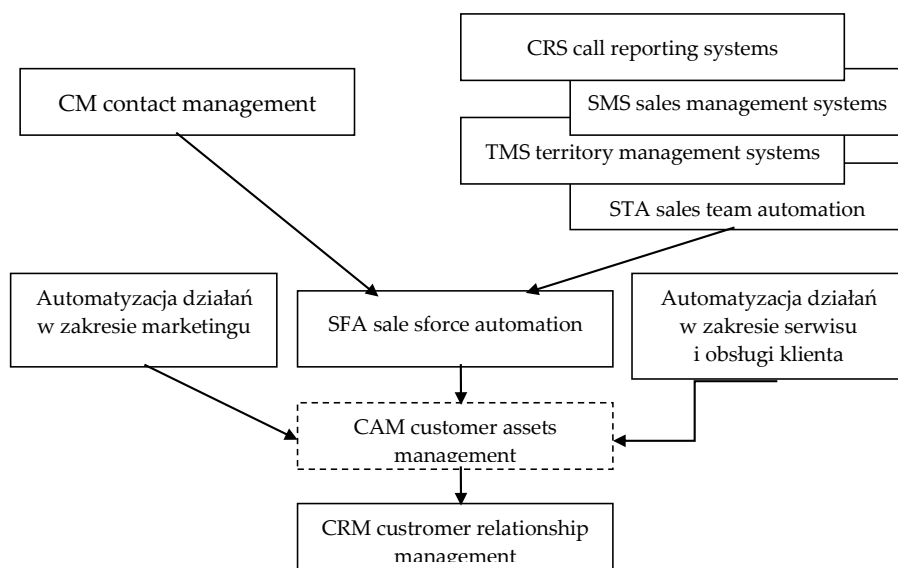 CRS call reporting systems
CM contact management
SMS sales management systems
TMS territory management systems
STA sales team automation
Automatyzacja działań
w zakresie marketingu
SFA sale sforce automation
Automatyzacja działań
w zakresie serwisu
i obsługi klienta
CAM customer assets
management
CRM custromer relationship
management